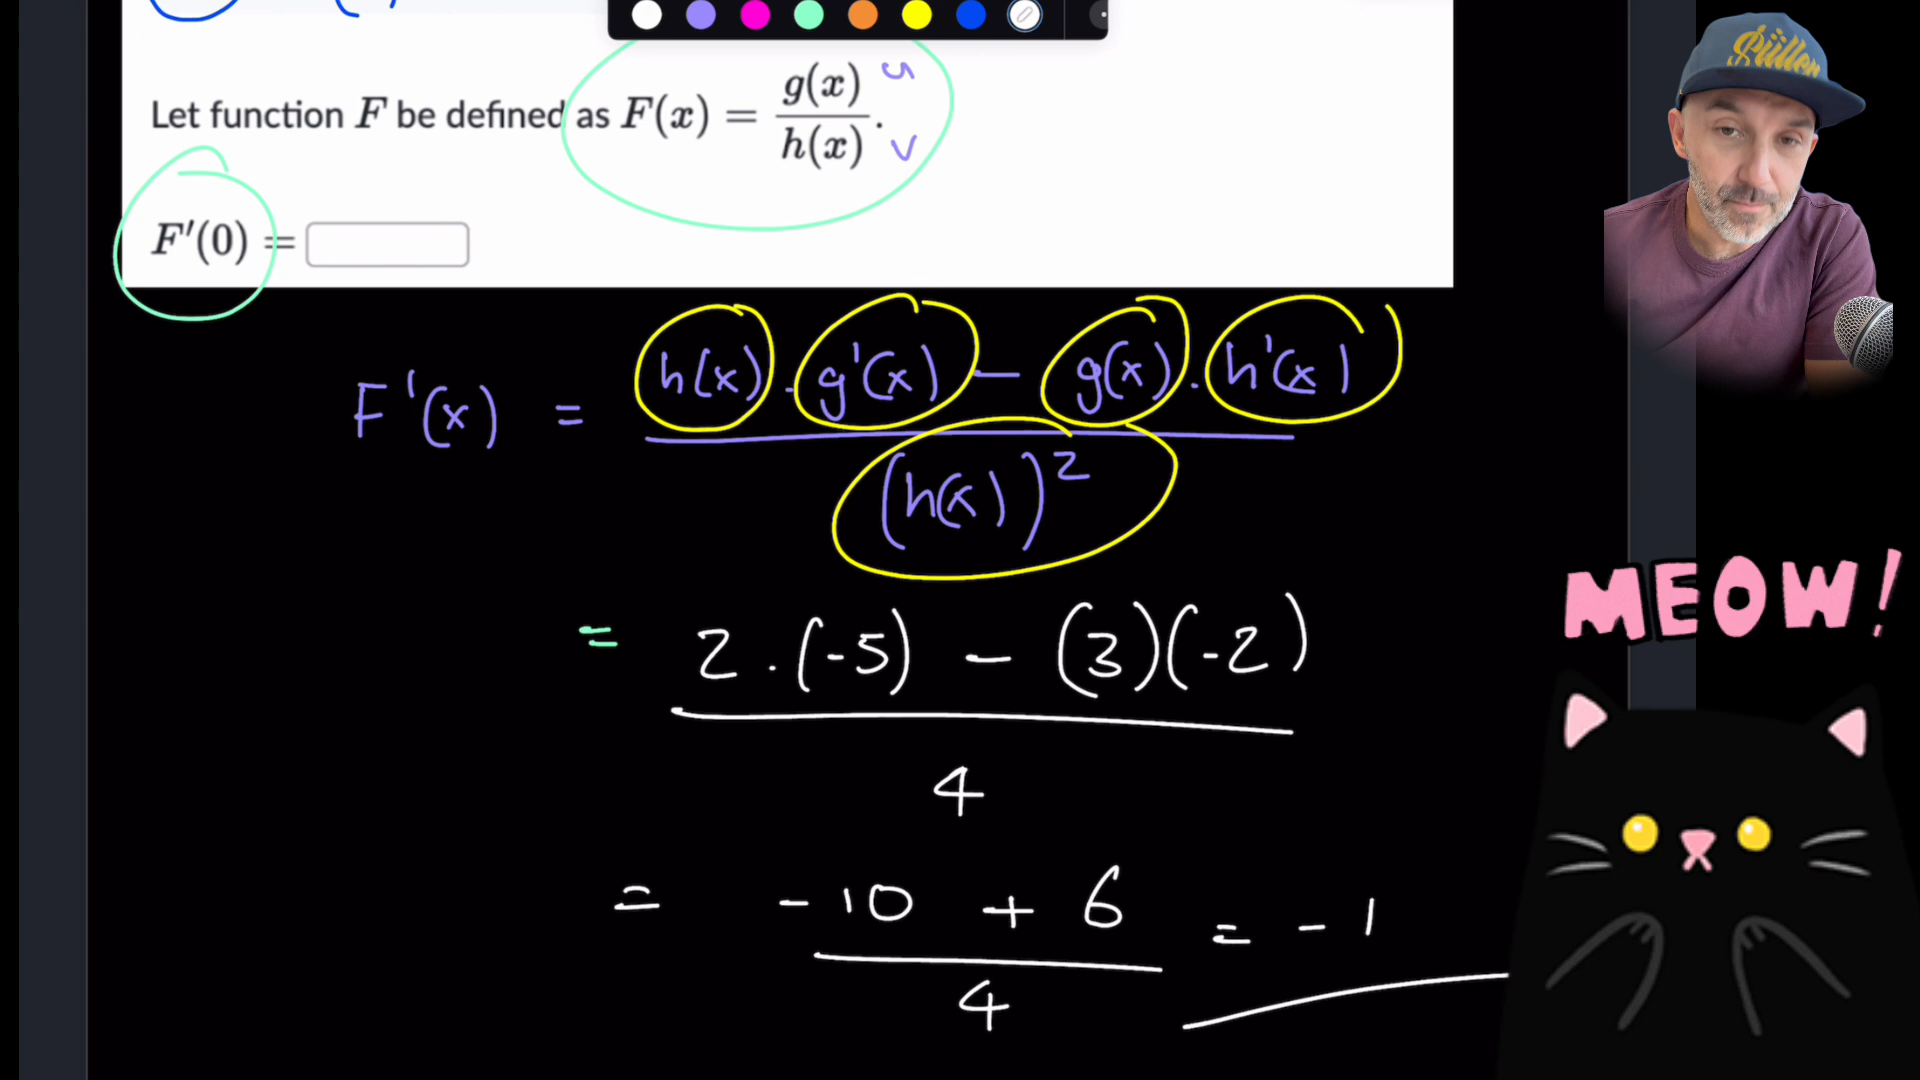 Let function F be defined as F(x) = g(x)/h(x).
u
v
F'(0) =
F'(x) = (h(x) · g'(x) − g(x) · h'(x)) / (h(x))²
= (2 · (-5) − (3)(-2)) / 4
= (-10 + 6) / 4 = -1
MEOW!